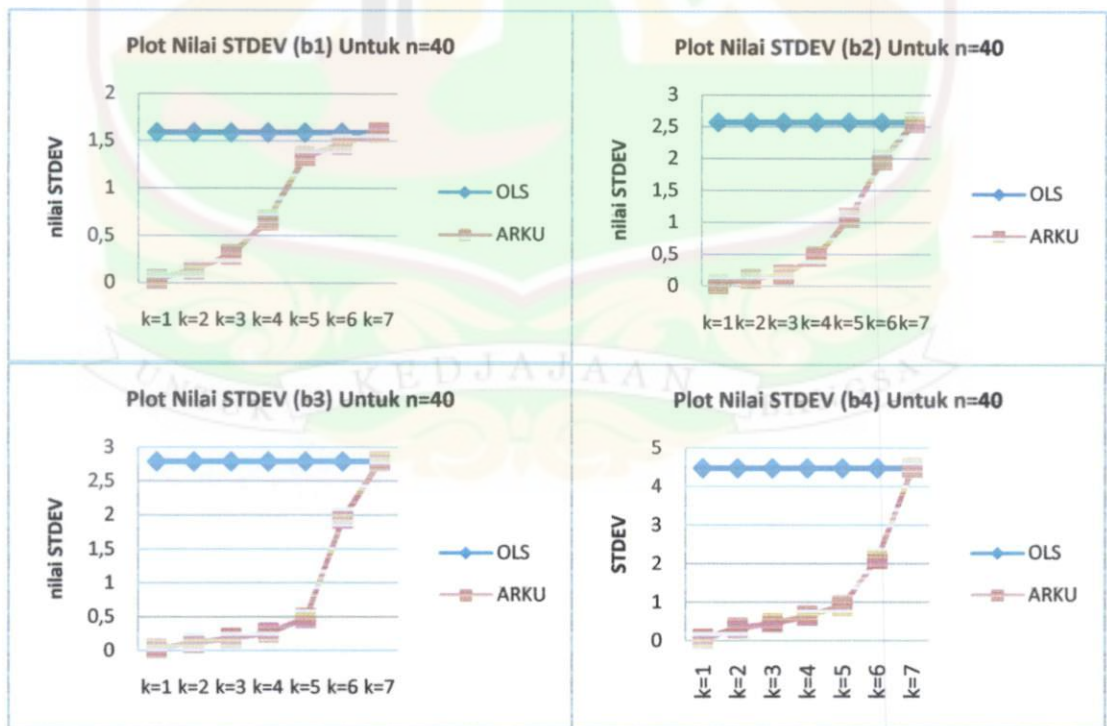 Plot Nilai STDEV (b1) Untuk n=40
nilai STDEV
2
1,5
1
0,5
0
k=1 k=2 k=3 k=4 k=5 k=6 k=7
OLS
ARKU
Plot Nilai STDEV (b2) Untuk n=40
nilai STDEV
3
2,5
2
1,5
1
0,5
0
k=1 k=2 k=3 k=4 k=5 k=6 k=7
OLS
ARKU
UNTUK KEDJAJAAN BANGSA
Plot Nilai STDEV (b3) Untuk n=40
nilai STDEV
3
2,5
2
1,5
1
0,5
0
k=1 k=2 k=3 k=4 k=5 k=6 k=7
OLS
ARKU
Plot Nilai STDEV (b4) Untuk n=40
STDEV
5
4
3
2
1
0
k=1 k=2 k=3 k=4 k=5 k=6 k=7
OLS
ARKU